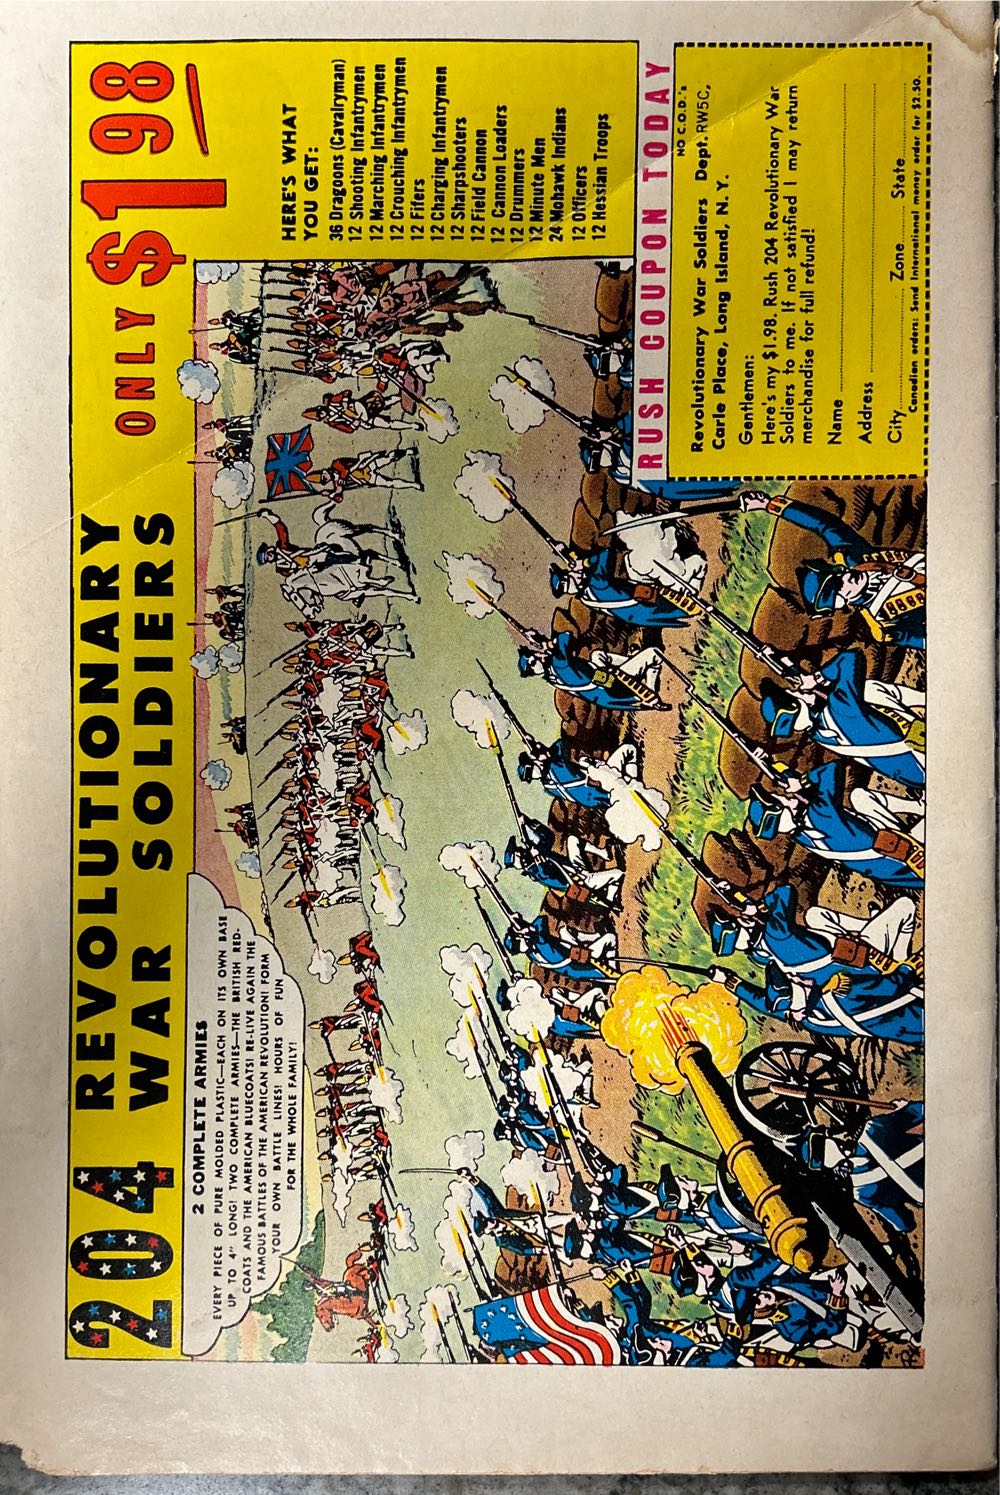 204 REVOLUTIONARY
WAR SOLDIERS
ONLY $198
2 COMPLETE ARMIES
EVERY PIECE OF PURE MOLDED PLASTIC—EACH ON ITS OWN BASE
UP TO 4" LONG! TWO COMPLETE ARMIES—THE BRITISH RED-
COATS AND THE AMERICAN BLUECOATS! RE-LIVE AGAIN THE
FAMOUS BATTLES OF THE AMERICAN REVOLUTION! FORM
YOUR OWN BATTLE LINES! HOURS OF FUN
FOR THE WHOLE FAMILY!
HERE'S WHAT
YOU GET:
36 Dragoons (Cavalryman)
12 Shooting Infantrymen
12 Marching Infantrymen
12 Crouching Infantrymen
12 Fifers
12 Charging Infantrymen
12 Sharpshooters
12 Field Cannon
12 Cannon Loaders
12 Drummers
12 Minute Men
24 Mohawk Indians
12 Officers
12 Hessian Troops
RUSH COUPON TODAY
NO C.O.D.'s
Revolutionary War Soldiers Dept. RW5C,
Carle Place, Long Island, N. Y.
Gentlemen:
Here's my $1.98. Rush 204 Revolutionary War
Soldiers to me. If not satisfied I may return
merchandise for full refund!
Name
Address
City Zone State
Canadian orders: Send International money order for $2.50.